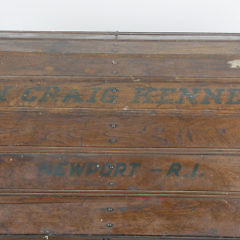 CRAIG KENNE
NEWPORT - R.I.